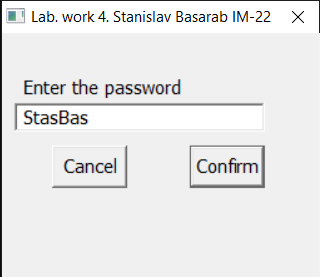 Lab. work 4. Stanislav Basarab IM-22
Enter the password
StasBas
Cancel Confirm